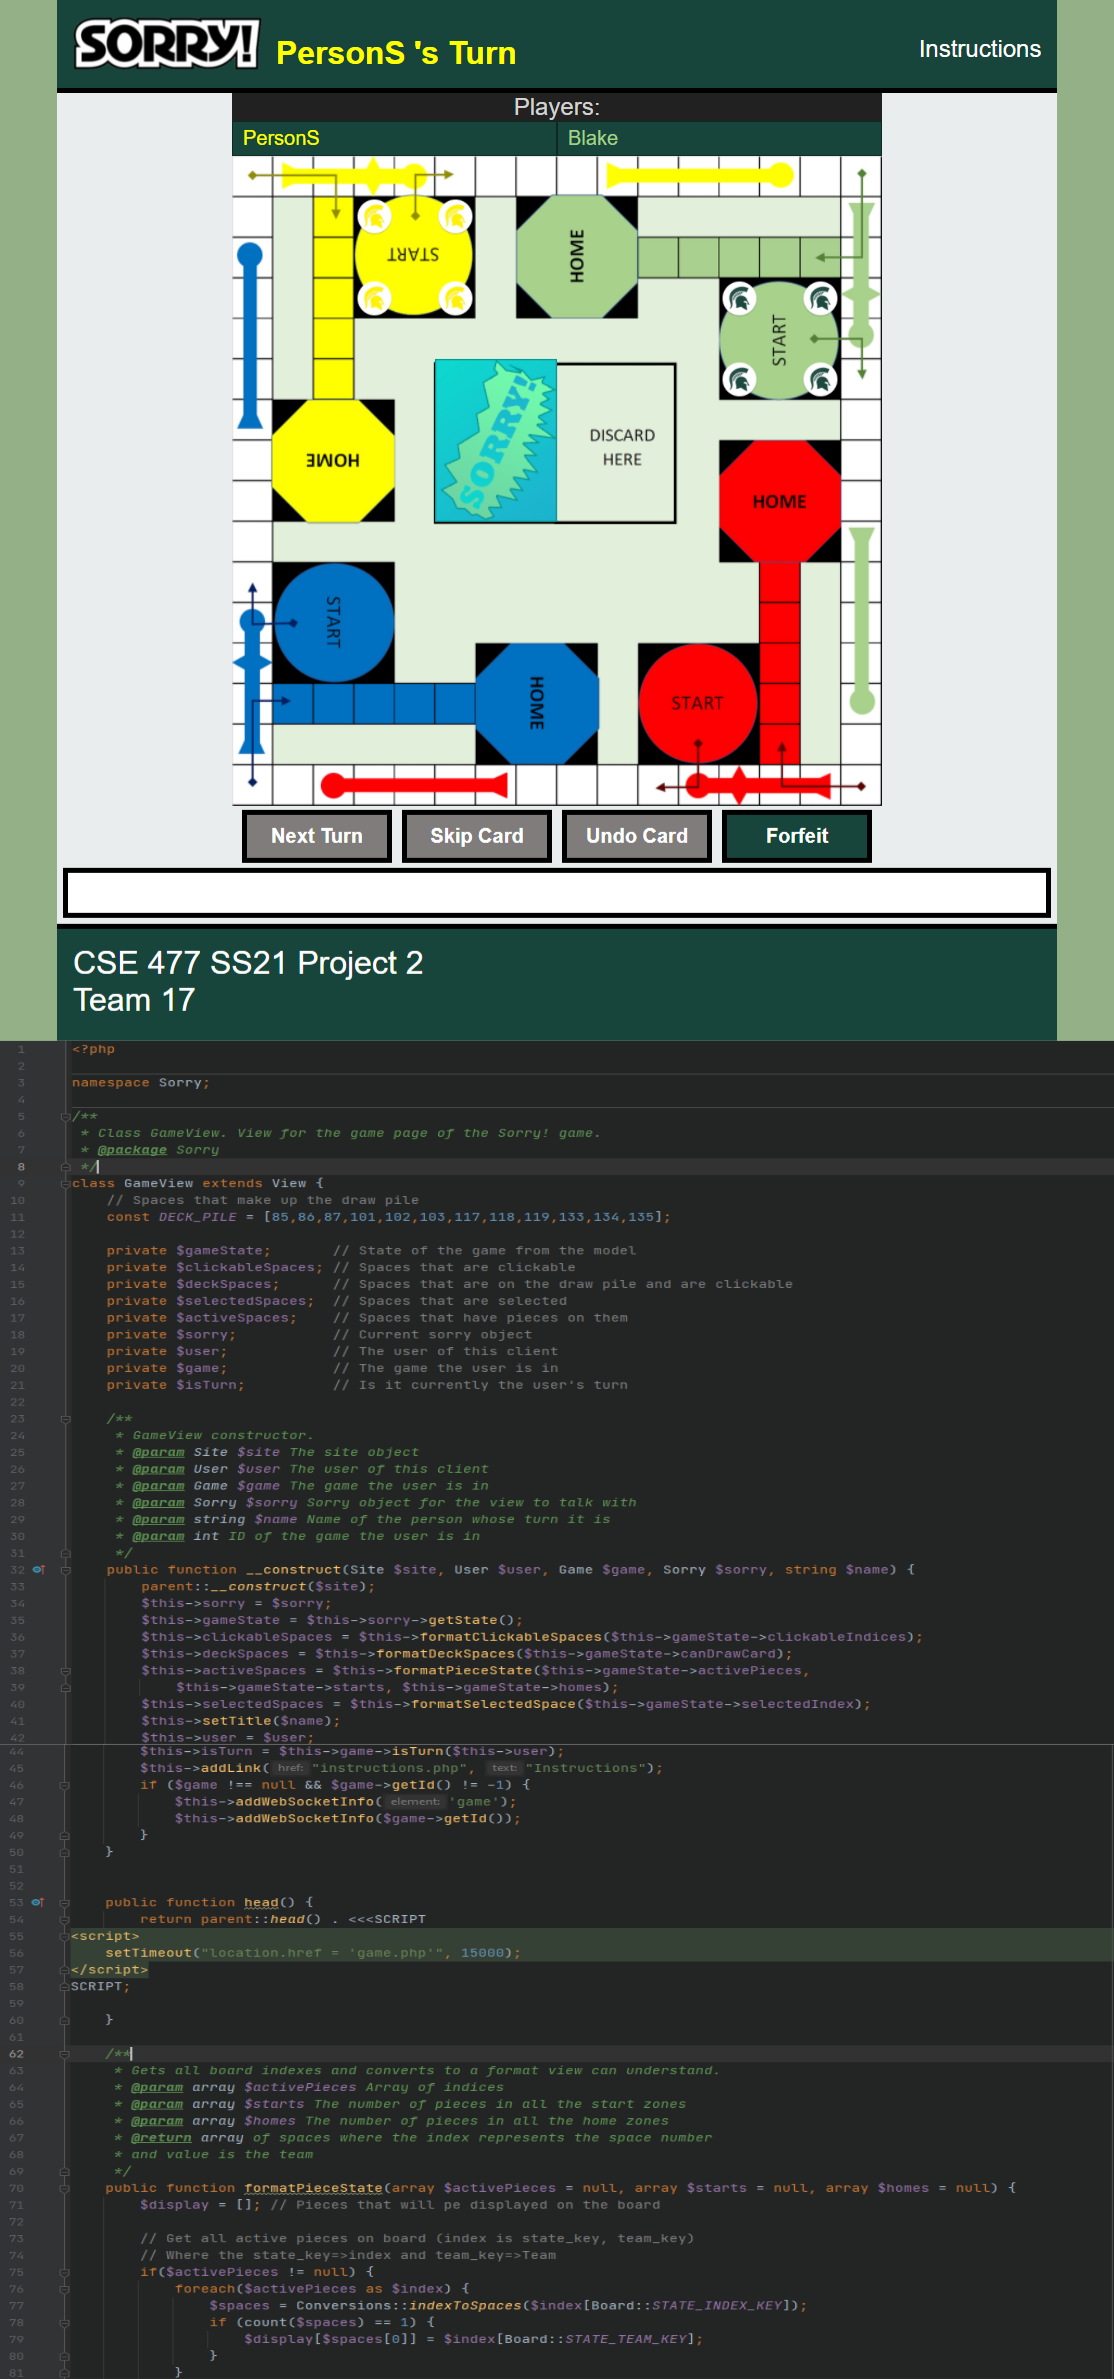 SORRY!
PersonS 's Turn
Instructions
Players:
PersonS
Blake
START
HOME
START
HOME
SORRY!
DISCARD
HERE
HOME
START
HOME
START
Next Turn
Skip Card
Undo Card
Forfeit
CSE 477 SS21 Project 2
Team 17
1 <?php
2
3 namespace Sorry;
4
5 /**
6 * Class GameView. View for the game page of the Sorry! game.
7 * @package Sorry
8 */
9 class GameView extends View {
10 // Spaces that make up the draw pile
11 const DECK_PILE = [85,86,87,101,102,103,117,118,119,133,134,135];
12
13 private $gameState; // State of the game from the model
14 private $clickableSpaces; // Spaces that are clickable
15 private $deckSpaces; // Spaces that are on the draw pile and are clickable
16 private $selectedSpaces; // Spaces that are selected
17 private $activeSpaces; // Spaces that have pieces on them
18 private $sorry; // Current sorry object
19 private $user; // The user of this client
20 private $game; // The game the user is in
21 private $isTurn; // Is it currently the user's turn
22
23 /**
24 * GameView constructor.
25 * @param Site $site The site object
26 * @param User $user The user of this client
27 * @param Game $game The game the user is in
28 * @param Sorry $sorry Sorry object for the view to talk with
29 * @param string $name Name of the person whose turn it is
30 * @param int ID of the game the user is in
31 */
32 public function __construct(Site $site, User $user, Game $game, Sorry $sorry, string $name) {
33 parent::__construct($site);
34 $this->sorry = $sorry;
35 $this->gameState = $this->sorry->getState();
36 $this->clickableSpaces = $this->formatClickableSpaces($this->gameState->clickableIndices);
37 $this->deckSpaces = $this->formatDeckSpaces($this->gameState->canDrawCard);
38 $this->activeSpaces = $this->formatPieceState($this->gameState->activePieces,
39 $this->gameState->starts, $this->gameState->homes);
40 $this->selectedSpaces = $this->formatSelectedSpace($this->gameState->selectedIndex);
41 $this->setTitle($name);
42 $this->user = $user;
44 $this->isTurn = $this->game->isTurn($this->user);
45 $this->addLink( href: "instructions.php", text: "Instructions");
46 if ($game !== null && $game->getId() != -1) {
47 $this->addWebSocketInfo( element: 'game');
48 $this->addWebSocketInfo($game->getId());
49 }
50 }
51
52
53 public function head() {
54 return parent::head() . <<<SCRIPT
55 <script>
56 setTimeout("location.href = 'game.php'", 15000);
57 </script>
58 SCRIPT;
59
60 }
61
62 /**
63 * Gets all board indexes and converts to a format view can understand.
64 * @param array $activePieces Array of indices
65 * @param array $starts The number of pieces in all the start zones
66 * @param array $homes The number of pieces in all the home zones
67 * @return array of spaces where the index represents the space number
68 * and value is the team
69 */
70 public function formatPieceState(array $activePieces = null, array $starts = null, array $homes = null) {
71 $display = []; // Pieces that will pe displayed on the board
72
73 // Get all active pieces on board (index is state_key, team_key)
74 // Where the state_key=>index and team_key=>Team
75 if($activePieces != null) {
76 foreach($activePieces as $index) {
77 $spaces = Conversions::indexToSpaces($index[Board::STATE_INDEX_KEY]);
78 if (count($spaces) == 1) {
79 $display[$spaces[0]] = $index[Board::STATE_TEAM_KEY];
80 }
81 }